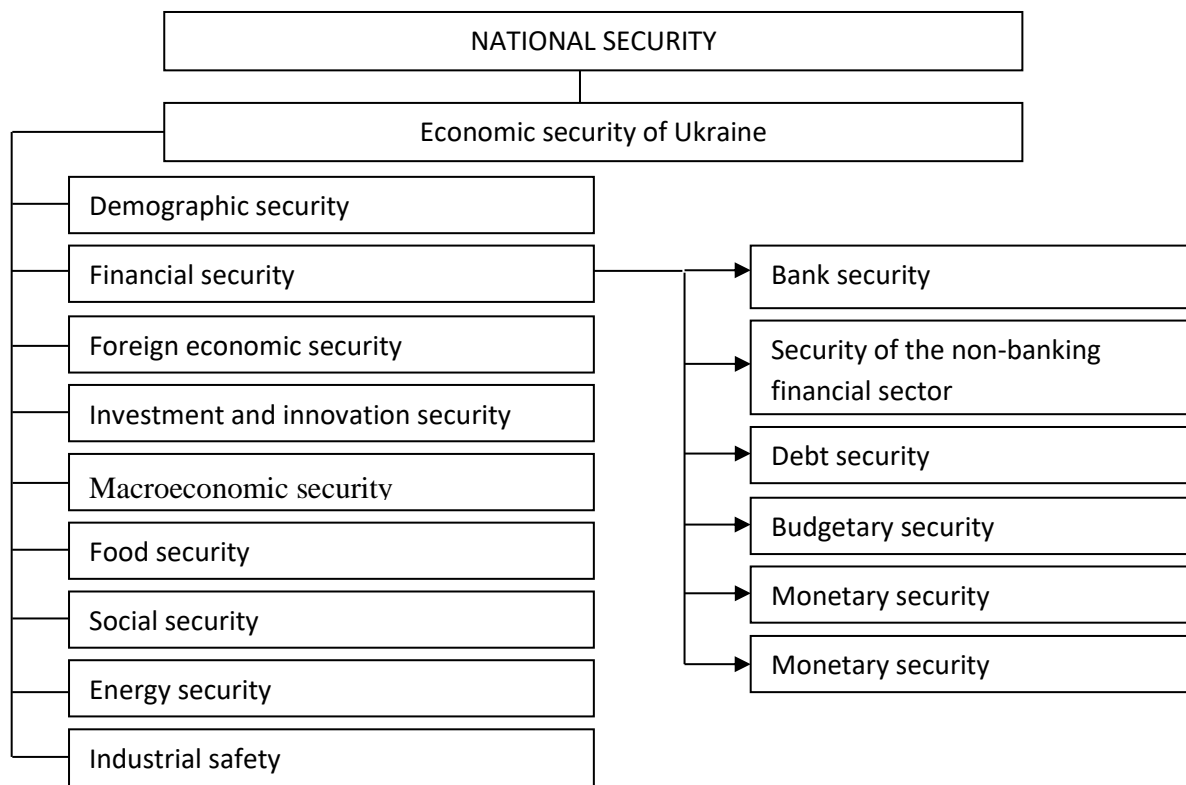 NATIONAL SECURITY
Economic security of Ukraine
Demographic security
Financial security
Foreign economic security
Investment and innovation security
Macroeconomic security
Food security
Social security
Energy security
Industrial safety
Bank security
Security of the non-banking
financial sector
Debt security
Budgetary security
Monetary security
Monetary security